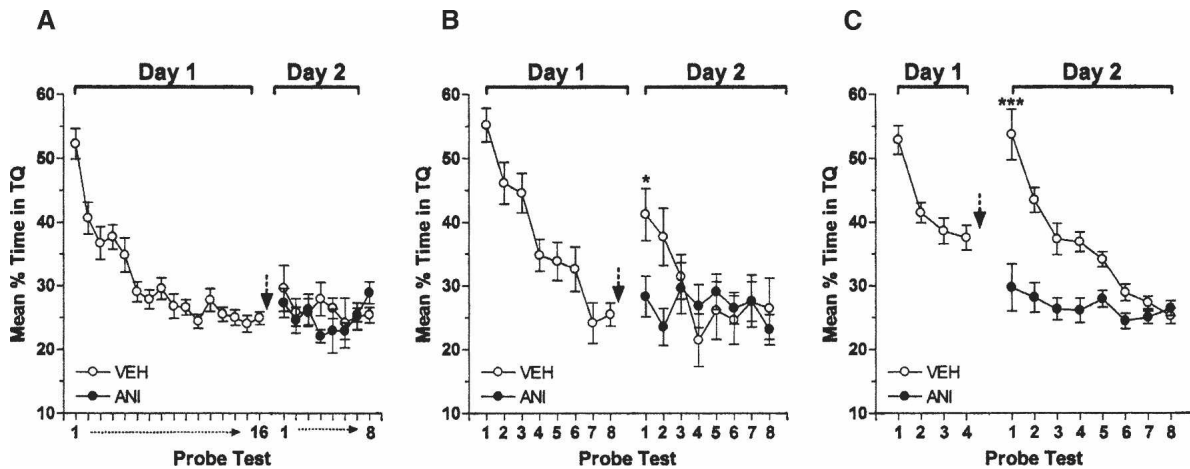 A
Day 1
Day 2
Mean % Time in TQ
60
50
40
30
20
10
VEH
ANI
1
16
1
8
Probe Test
B
Day 1
Day 2
Mean % Time in TQ
60
50
40
30
20
10
*
VEH
ANI
1 2 3 4 5 6 7 8
1 2 3 4 5 6 7 8
Probe Test
C
Day 1
Day 2
Mean % Time in TQ
60
50
40
30
20
10
***
VEH
ANI
1 2 3 4
1 2 3 4 5 6 7 8
Probe Test